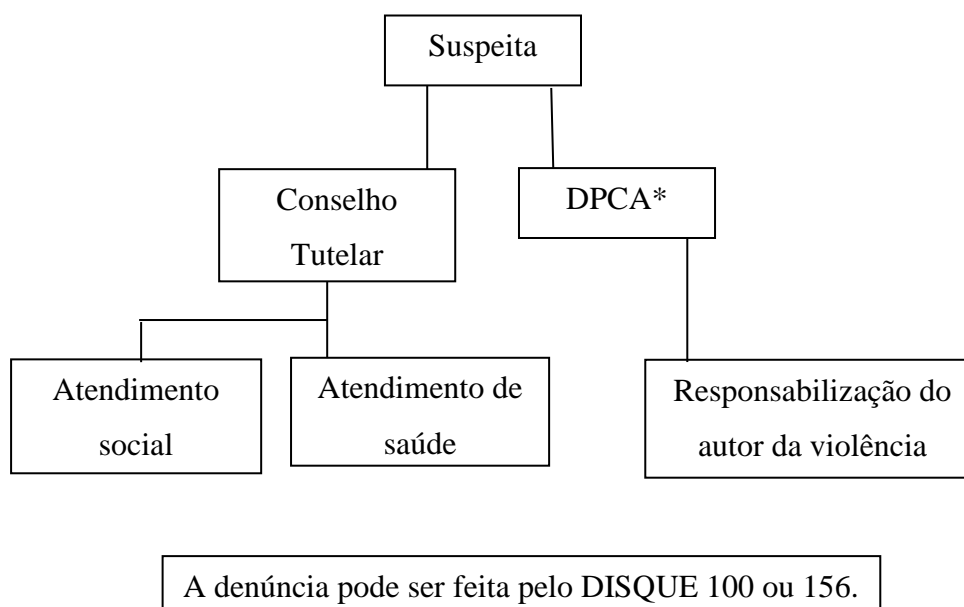 Suspeita
Conselho
Tutelar
DPCA*
Atendimento
social
Atendimento de
saúde
Responsabilização do
autor da violência
A denúncia pode ser feita pelo DISQUE 100 ou 156.